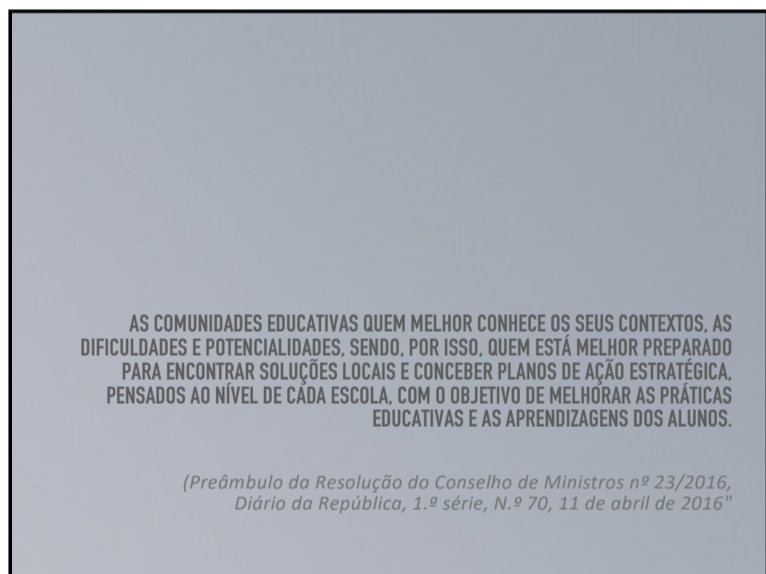 AS COMUNIDADES EDUCATIVAS QUEM MELHOR CONHECE OS SEUS CONTEXTOS, AS
DIFICULDADES E POTENCIALIDADES, SENDO, POR ISSO, QUEM ESTÁ MELHOR PREPARADO
PARA ENCONTRAR SOLUÇÕES LOCAIS E CONCEBER PLANOS DE AÇÃO ESTRATÉGICA,
PENSADOS AO NÍVEL DE CADA ESCOLA, COM O OBJETIVO DE MELHORAR AS PRÁTICAS
EDUCATIVAS E AS APRENDIZAGENS DOS ALUNOS.
(Preâmbulo da Resolução do Conselho de Ministros nº 23/2016,
Diário da República, 1.ª série, N.º 70, 11 de abril de 2016"